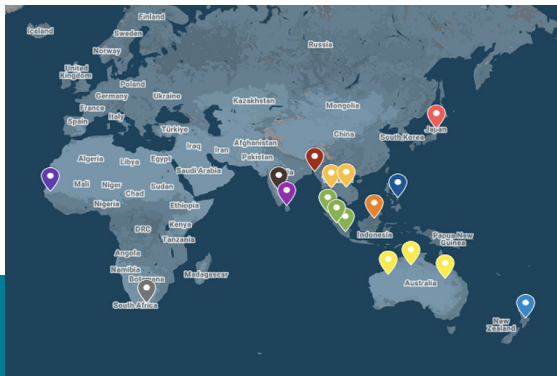 Finland
Iceland
Sweden
Russia
Norway
United
Kingdom
Poland
Germany
Ukraine
Kazakhstan
France
Mongolia
Italy
Spain
Türkiye
China
South Korea
Japan
Iraq
Iran
Afghanistan
Pakistan
Algeria
Libya
Egypt
Saudi Arabia
Mali
Niger
Sudan
Chad
Nigeria
Ethiopia
Kenya
DRC
Tanzania
Indonesia
Papua New
Guinea
Angola
Namibia
Madagascar
Botswana
South Africa
Australia
New
Zealand